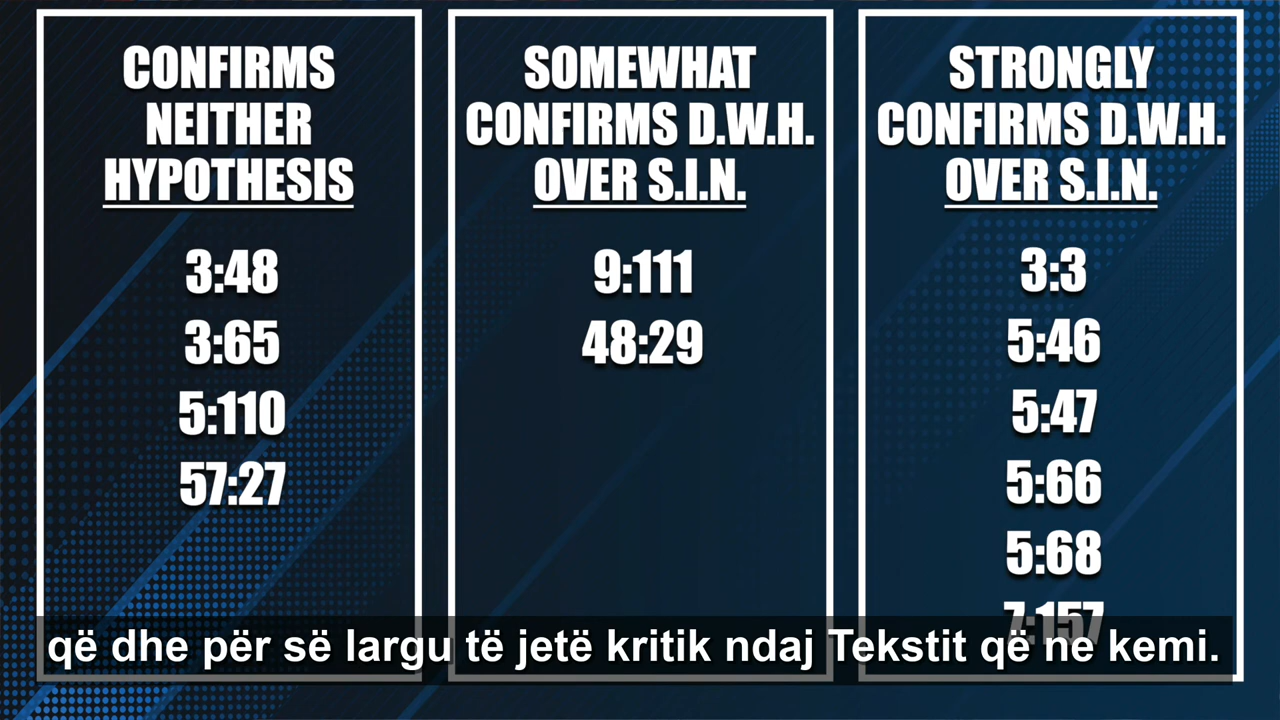 CONFIRMS
NEITHER
HYPOTHESIS
3:48
3:65
5:110
57:27
SOMEWHAT
CONFIRMS D.W.H.
OVER S.I.N.
9:111
48:29
STRONGLY
CONFIRMS D.W.H.
OVER S.I.N.
3:3
5:46
5:47
5:66
5:68
7:157
që dhe për së largu të jetë kritik ndaj Tekstit që ne kemi.